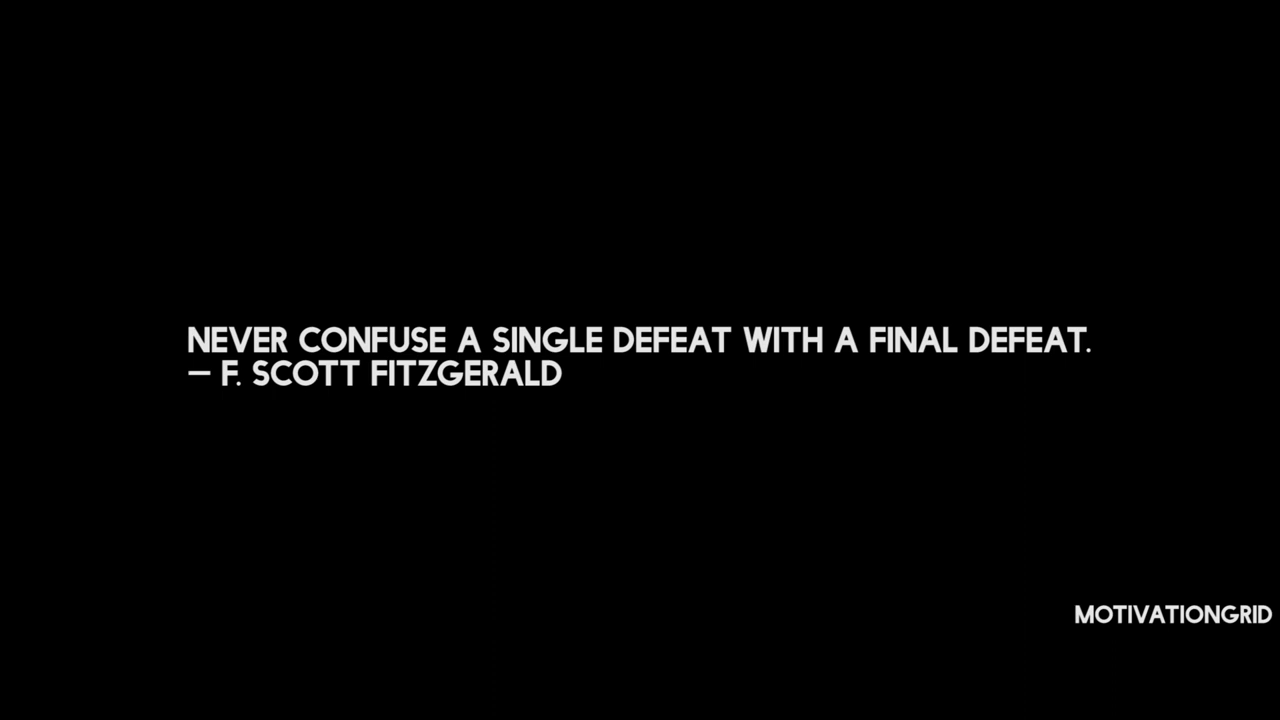 NEVER CONFUSE A SINGLE DEFEAT WITH A FINAL DEFEAT.
— F. SCOTT FITZGERALD
MOTIVATIONGRID